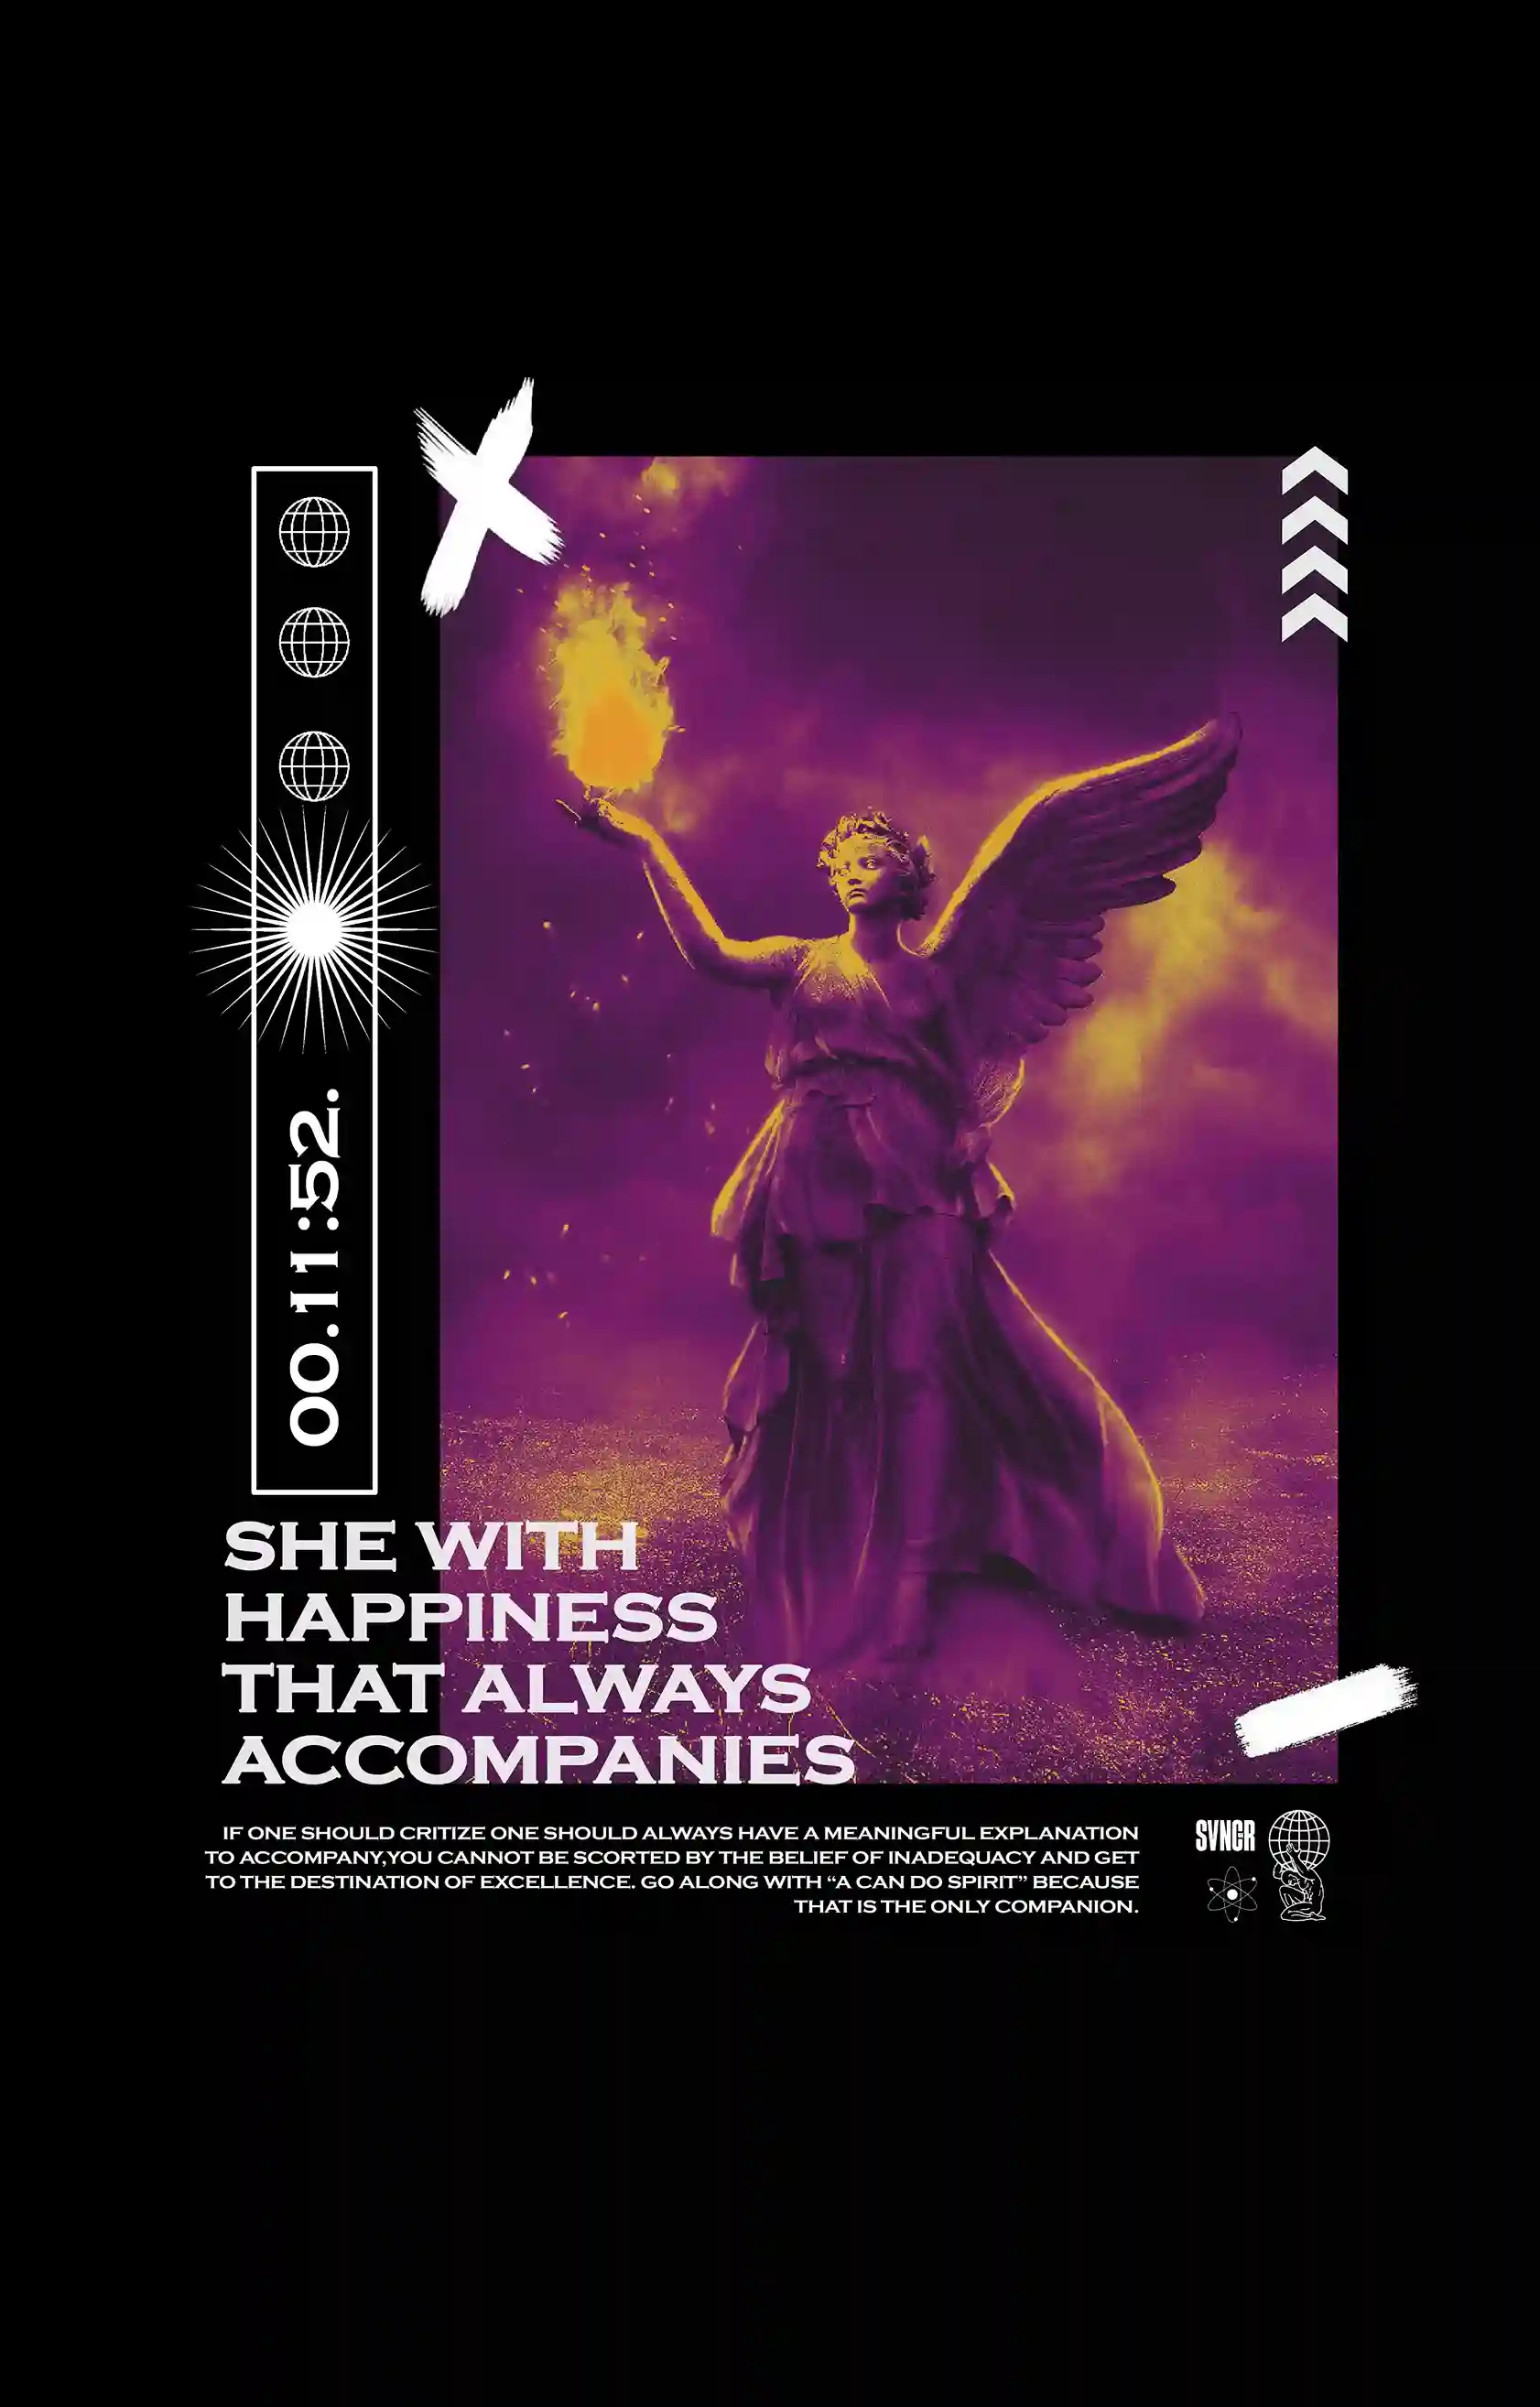 00.11:52.
SHE WITH
HAPPINESS
THAT ALWAYS
ACCOMPANIES
IF ONE SHOULD CRITIZE ONE SHOULD ALWAYS HAVE A MEANINGFUL EXPLANATION
TO ACCOMPANY,YOU CANNOT BE SCORTED BY THE BELIEF OF INADEQUACY AND GET
TO THE DESTINATION OF EXCELLENCE. GO ALONG WITH “A CAN DO SPIRIT” BECAUSE
THAT IS THE ONLY COMPANION.
SVNGR